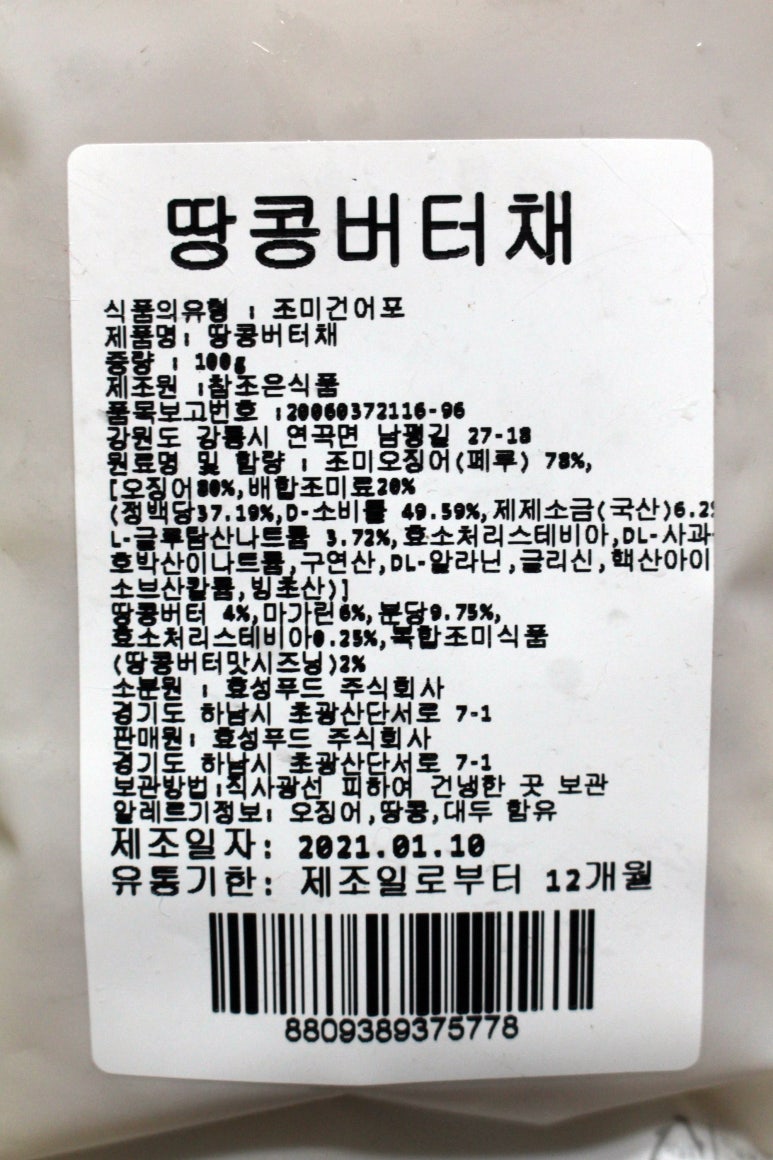 땅콩버터채
식품의유형 : 조미건어포
제품명: 땅콩버터채
중량 : 100g
제조원 :참조은식품
품목보고번호 :20060372116-96
강원도 강릉시 연곡면 남평길 27-18
원료명 및 함량 : 조미오징어(페루) 78%,
[오징어80%,배합조미료20%
(정백당37.19%,D-소비톨 49.59%,제제소금(국산)6.2
L-글루탐산나트륨 3.72%,효소처리스테비아,DL-사과
호박산이나트륨,구연산,DL-알라닌,글리신,핵산아이
소브산칼륨,빙초산)]
땅콩버터 4%,마가린6%,분당9.75%,
효소처리스테비아0.25%,복합조미식품
(땅콩버터맛시즈닝)2%
소분원 : 효성푸드 주식회사
경기도 하남시 초광산단서로 7-1
판매원: 효성푸드 주식회사
경기도 하남시 초광산단서로 7-1
보관방법:직사광선 피하여 건냉한 곳 보관
알레르기정보: 오징어,땅콩,대두 함유
제조일자: 2021.01.10
유통기한: 제조일로부터 12개월
8809389375778